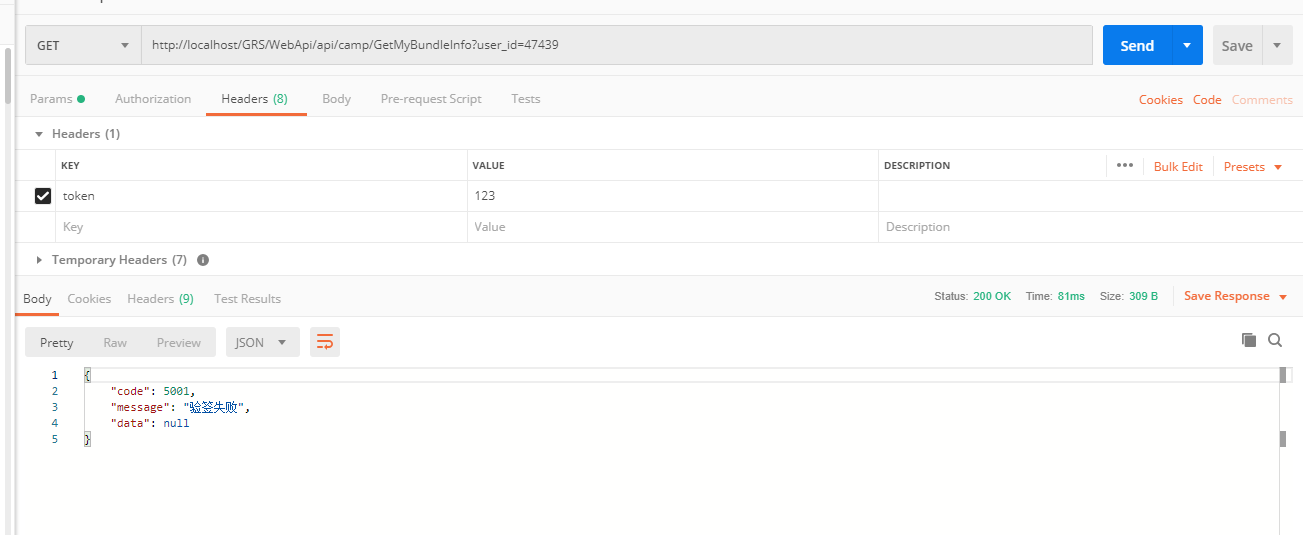 GET http://localhost/GRS/WebApi/api/camp/GetMyBundleInfo?user_id=47439 Send Save
Params Authorization Headers (8) Body Pre-request Script Tests Cookies Code Comments
Headers (1)
KEY VALUE DESCRIPTION ••• Bulk Edit Presets
token 123
Key Value Description
Temporary Headers (7)
Body Cookies Headers (9) Test Results Status: 200 OK Time: 81ms Size: 309 B Save Response
Pretty Raw Preview JSON
1 {
2 "code": 5001,
3 "message": "验签失败",
4 "data": null
5 }